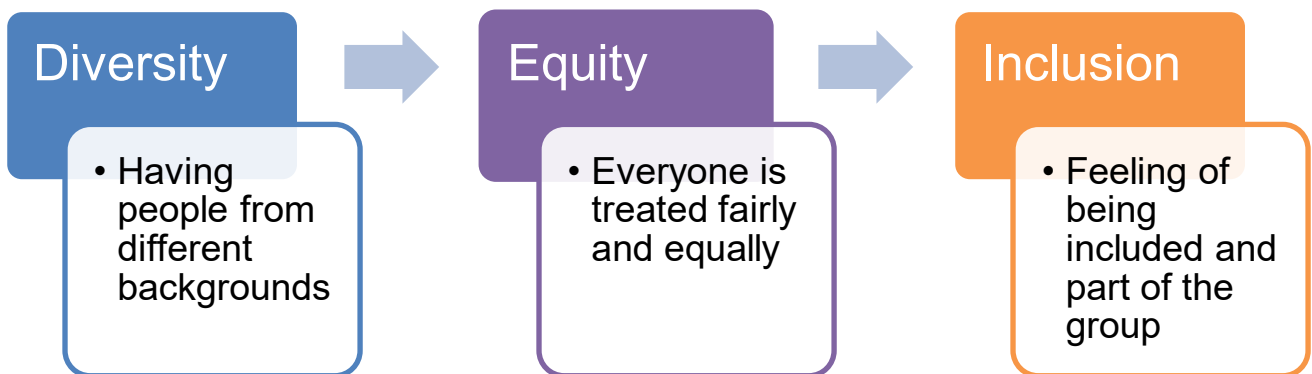 Diversity
• Having
people from
different
backgrounds
Equity
• Everyone is
treated fairly
and equally
Inclusion
• Feeling of
being
included and
part of the
group